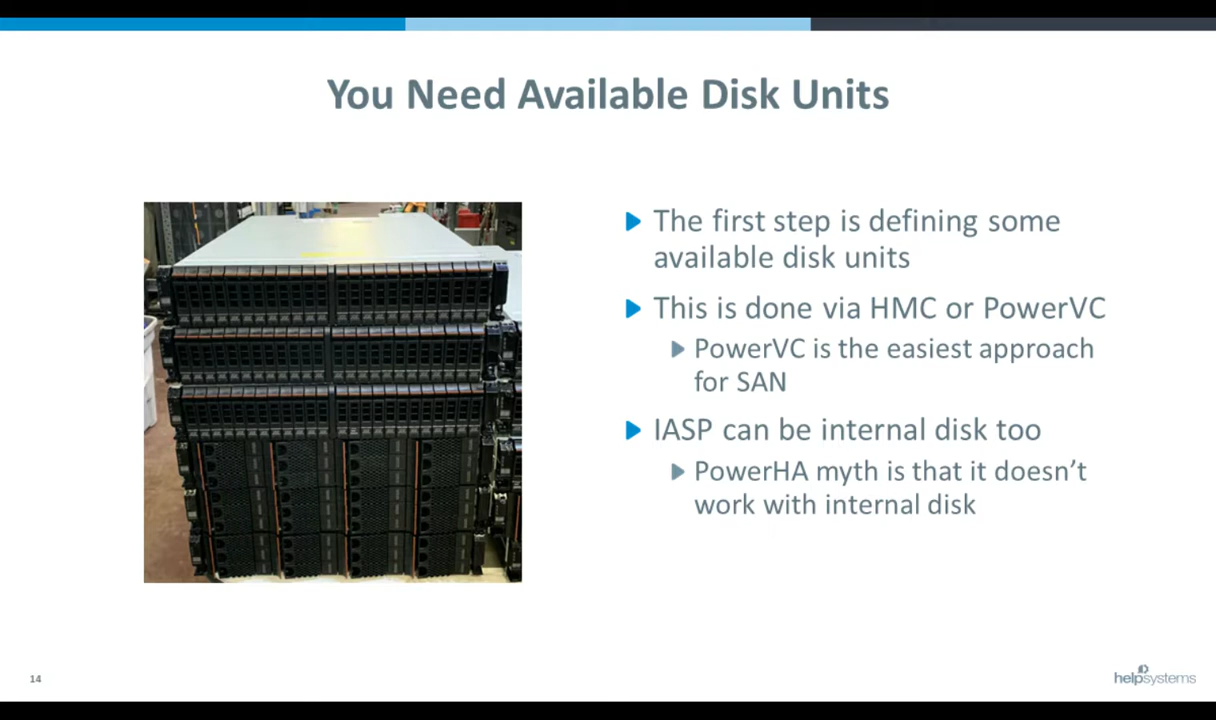 You Need Available Disk Units
The first step is defining some
available disk units
This is done via HMC or PowerVC
PowerVC is the easiest approach
for SAN
IASP can be internal disk too
PowerHA myth is that it doesn’t
work with internal disk
14
helpsystems